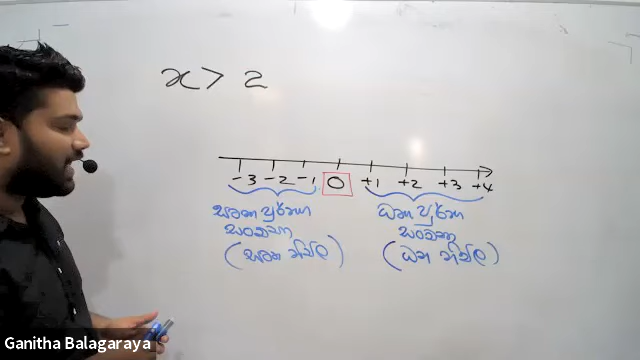 x > 2
-3 -2 -1 0 +1 +2 +3 +4
සෘණ පූර්ණ
සංඛ්‍යා
ධන පූර්ණ
සංඛ්‍යා
Ganitha Balagaraya